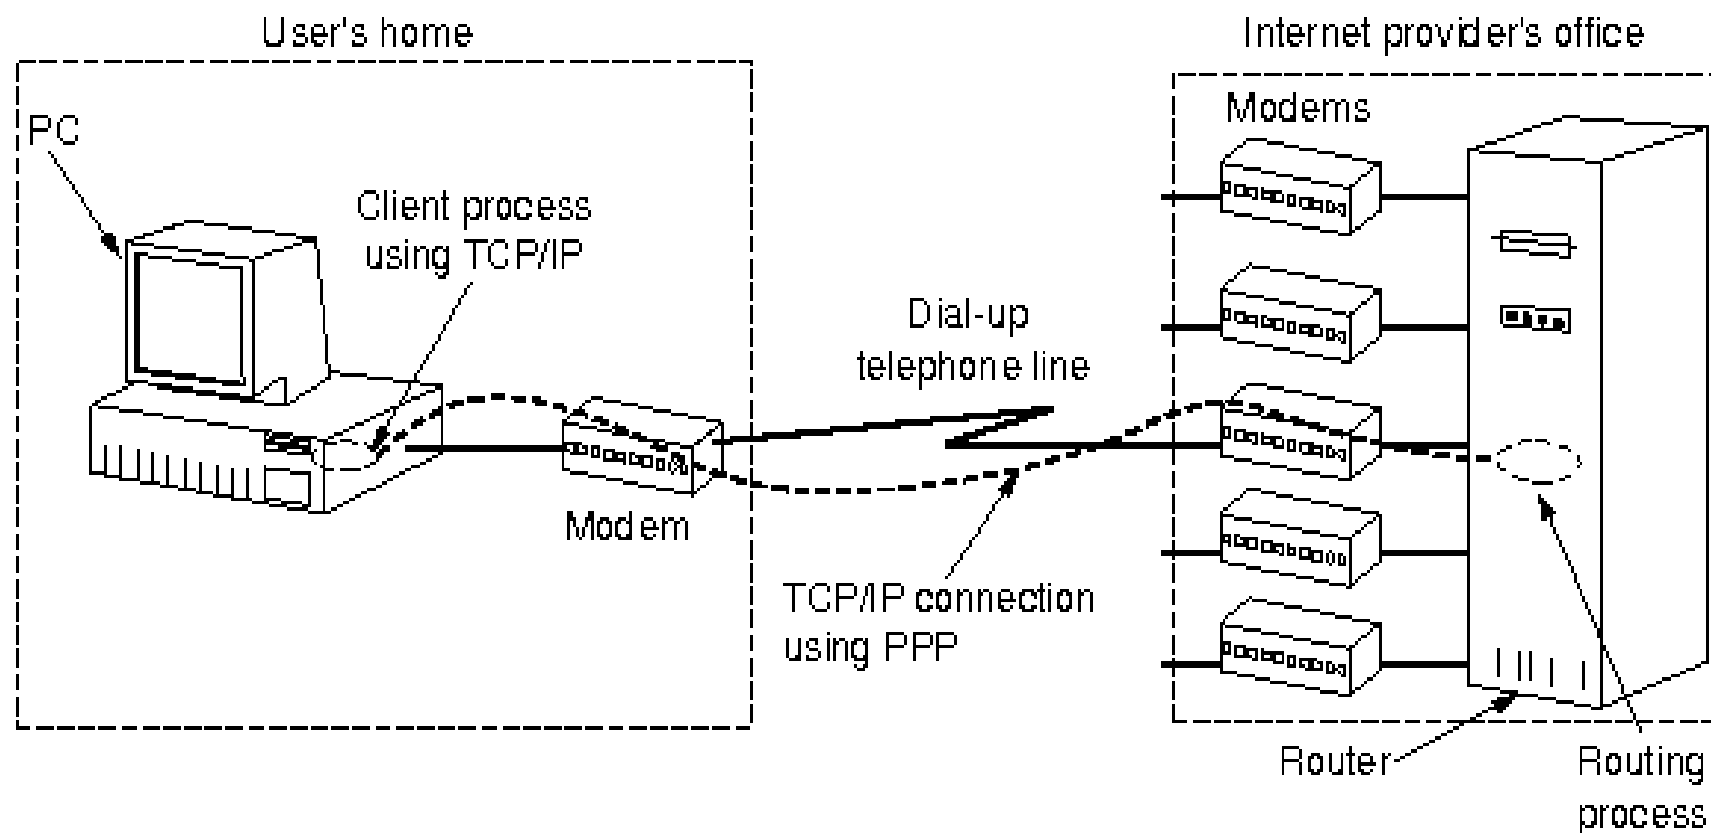 User's home
Internet provider's office
PC
Client process
using TCP/IP
Modem
Dial-up
telephone line
TCP/IP connection
using PPP
Modems
Router
Routing
process